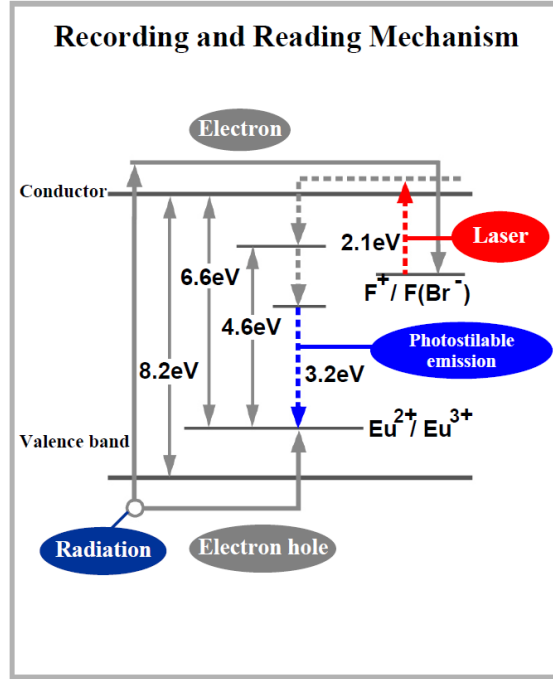 Recording and Reading Mechanism
Electron
Conductor
2.1eV
Laser
6.6eV
F+ / F(Br -)
4.6eV
Photostilable
emission
8.2eV
3.2eV
Eu2+/ Eu3+
Valence band
Radiation
Electron hole